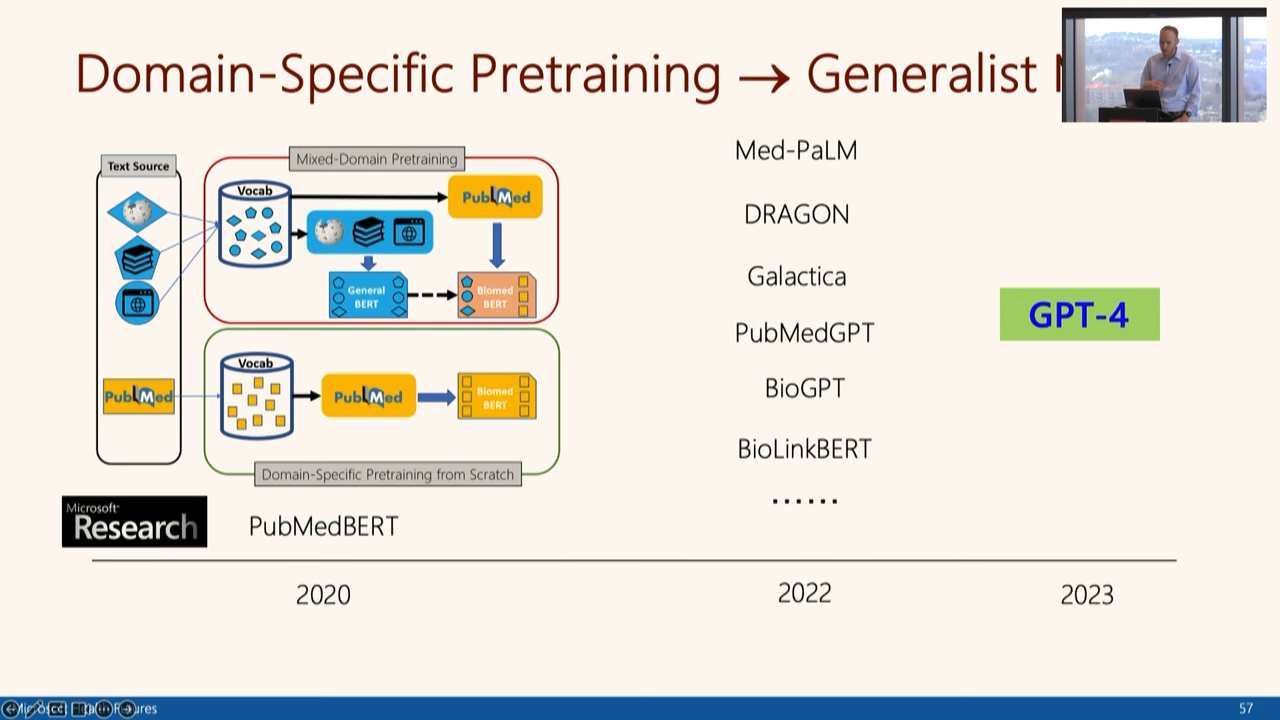 Domain-Specific Pretraining → Generalist
Text Source
Mixed-Domain Pretraining
Vocab
PubMed
General
BERT
Biomed
BERT
Vocab
PubMed
PubMed
Biomed
BERT
Domain-Specific Pretraining from Scratch
Microsoft
Research
PubMedBERT
Med-PaLM
DRAGON
Galactica
PubMedGPT
BioGPT
BioLinkBERT
......
GPT-4
2020
2022
2023
57